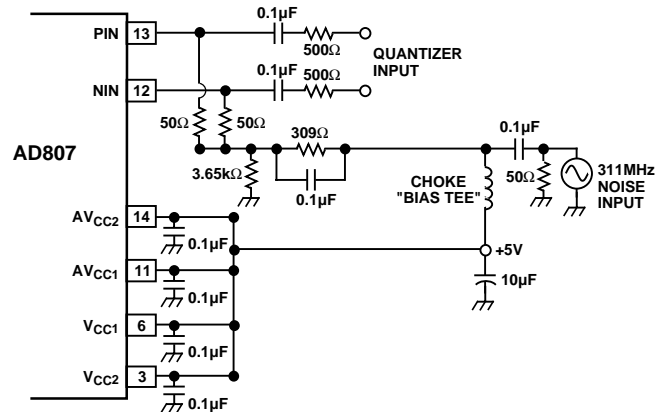 0.1µF
PIN 13
500Ω
QUANTIZER
INPUT
0.1µF
500Ω
NIN 12
50Ω
50Ω
309Ω
0.1µF
AD807
3.65kΩ
0.1µF
CHOKE
"BIAS TEE"
50Ω
311MHz
NOISE
INPUT
AVCC2 14
0.1µF
+5V
AVCC1 11
0.1µF
10µF
VCC1 6
0.1µF
VCC2 3
0.1µF